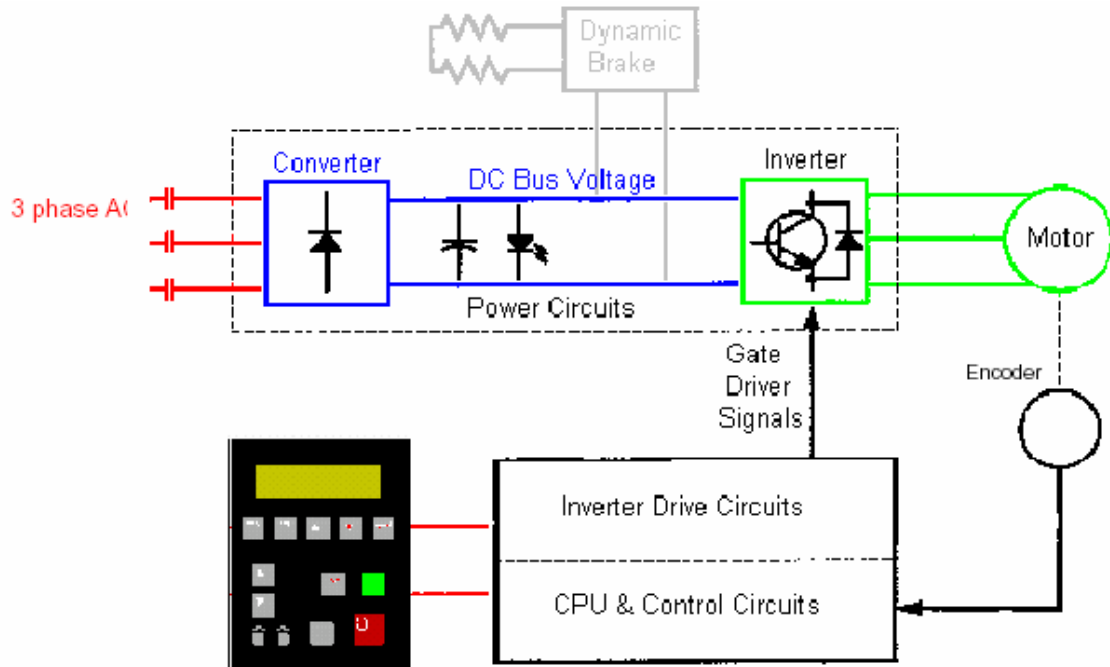 Dynamic
Brake
Converter
DC Bus Voltage
Inverter
3 phase A
Motor
Power Circuits
Gate
Driver
Signals
Encoder
Inverter Drive Circuits
CPU & Control Circuits